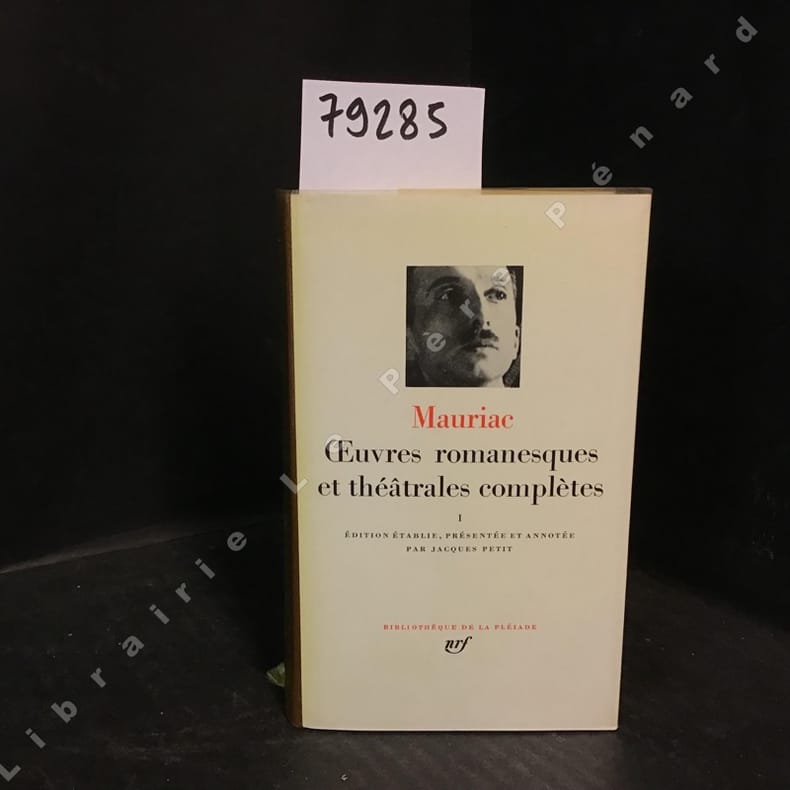 79285
Mauriac
Œuvres romanesques
et théâtrales complètes
I
ÉDITION ÉTABLIE, PRÉSENTÉE ET ANNOTÉE
PAR JACQUES PETIT
BIBLIOTHÈQUE DE LA PLÉIADE
nrf
Librairie Le Père Pénard